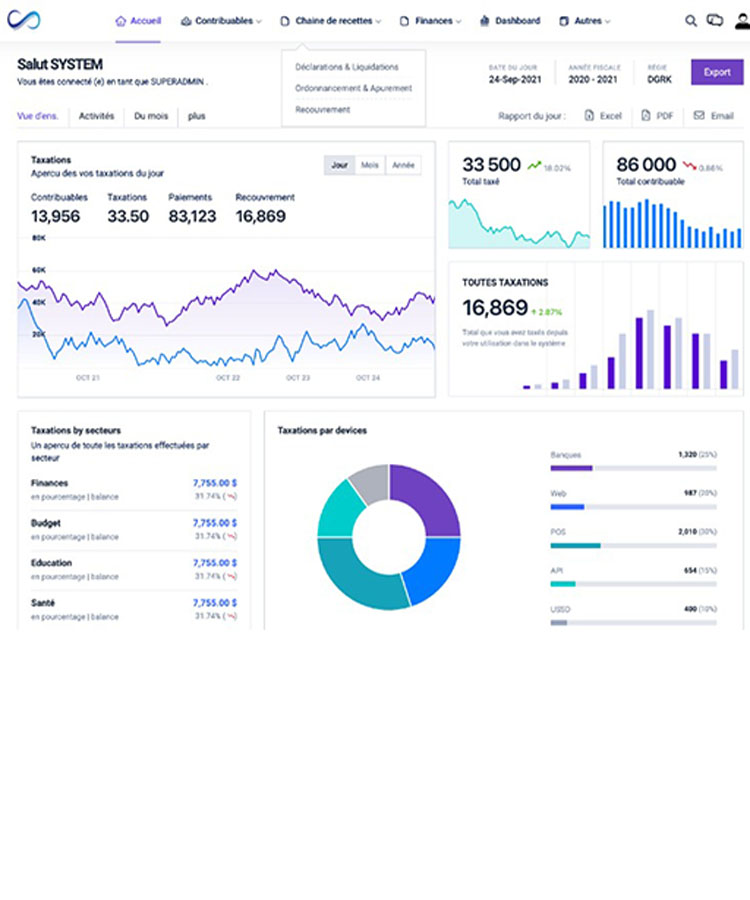 Accueil
Contribuables
Chaine de recettes
Finances
Dashboard
Autres
Déclarations & Liquidations
Ordonnancement & Apurement
Recouvrement
Salut SYSTEM
Vous êtes connecté (e) en tant que SUPERADMIN .
DATE DU JOUR
24-Sep-2021
ANNÉE FISCALE
2020 - 2021
RÉGIE
DGRK
Export
Vue d'ens.
Activités
Du mois
plus
Rapport du jour :
Excel
PDF
Email
Taxations
Apercu des vos taxations du jour
Jour
Mois
Année
Contribuables
13,956
Taxations
33.50
Paiements
83,123
Recouvrement
16,869
80K
60K
40K
20K
OCT 21
OCT 22
OCT 23
OCT 24
33 500
18.02%
Total taxé
86 000
0.86%
Total contribuable
TOUTES TAXATIONS
16,869
2.87%
Total que vous avez taxés depuis
votre utilisation dans le système
Taxations by secteurs
Un apercu de toute les taxations effectuées par
secteur
Finances
7,755.00 $
en pourcentage | balance
31.74% ( )
Budget
7,755.00 $
en pourcentage | balance
31.74% ( )
Education
7,755.00 $
en pourcentage | balance
31.74% ( )
Santé
7,755.00 $
en pourcentage | balance
31.74% ( )
Taxations par devices
Banques
1,320 (25%)
Web
987 (20%)
POS
2,010 (30%)
API
654 (15%)
USSD
400 (10%)